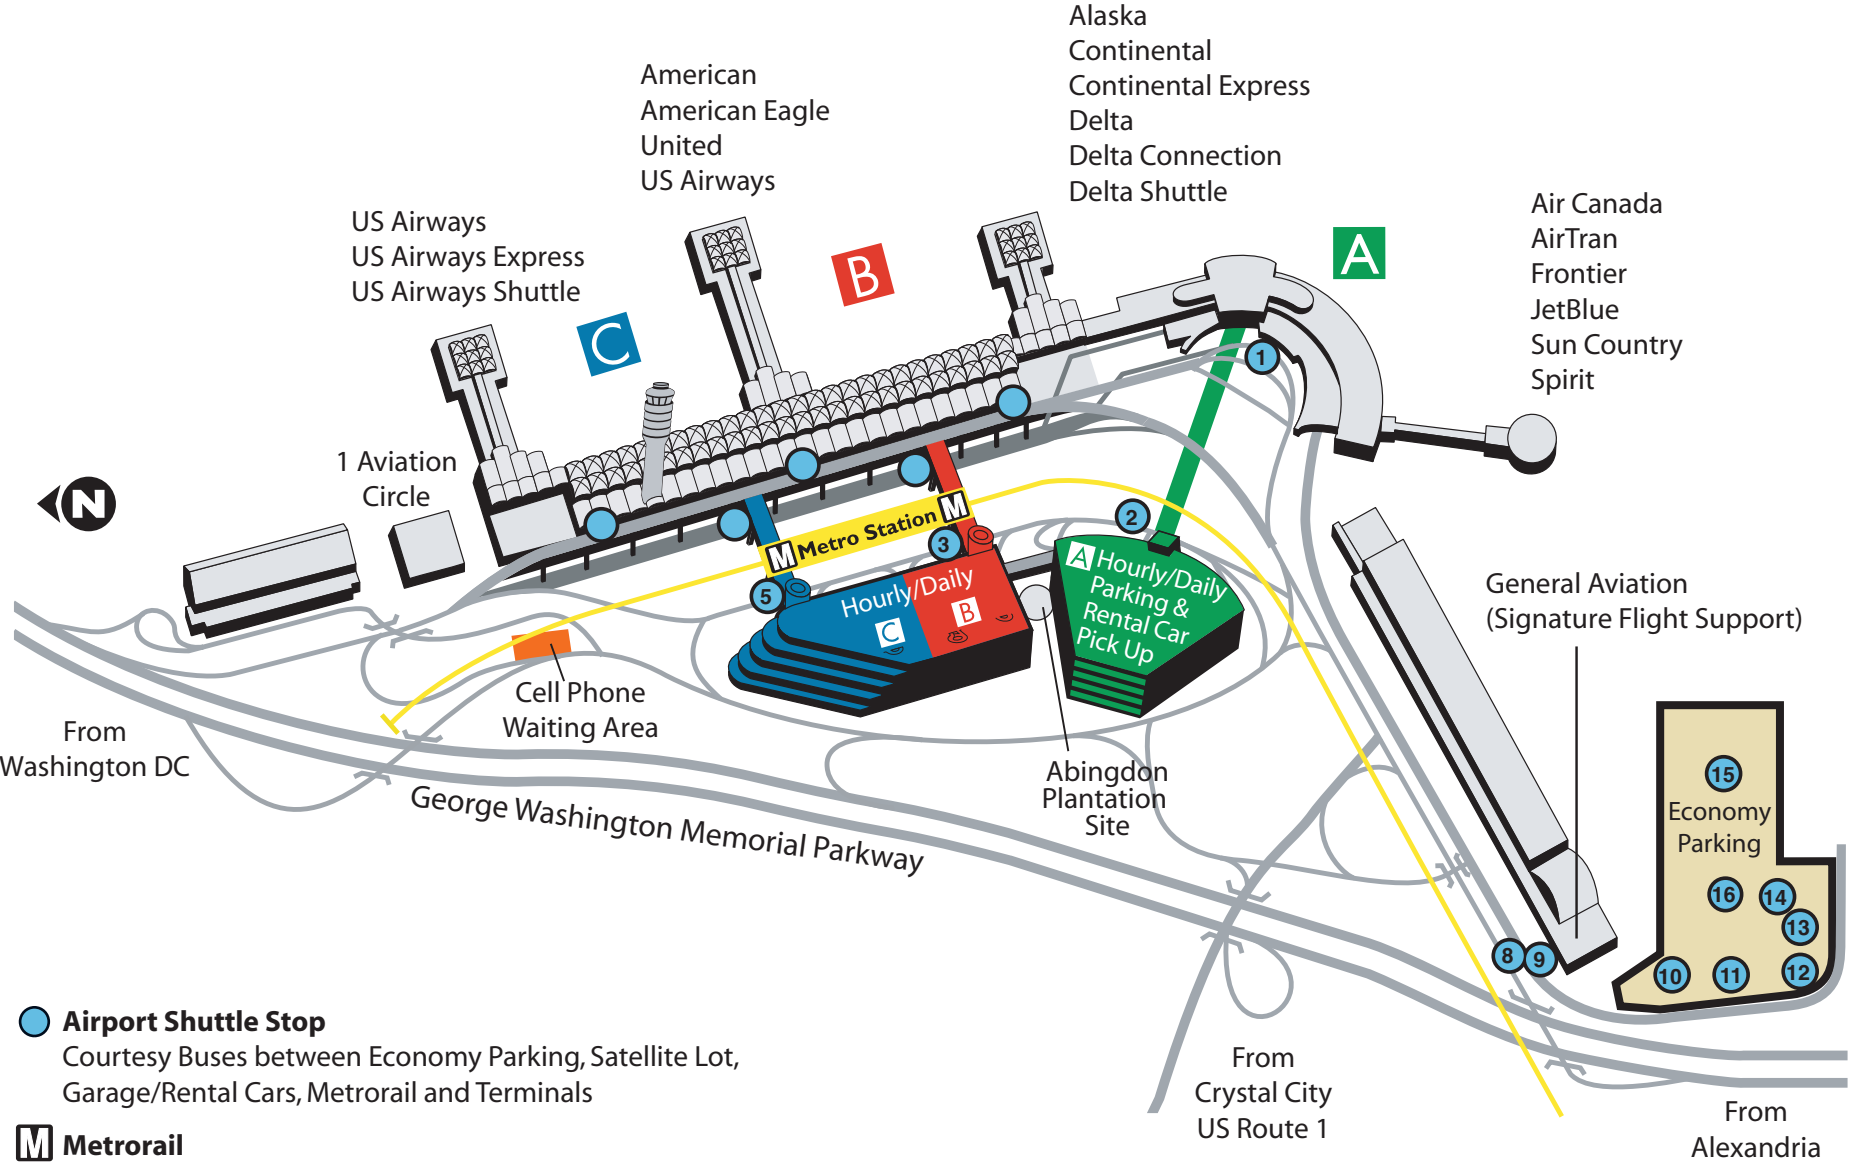 Alaska
Continental
Continental Express
Delta
Delta Connection
Delta Shuttle
American
American Eagle
United
US Airways
US Airways
US Airways Express
US Airways Shuttle
Air Canada
AirTran
Frontier
JetBlue
Sun Country
Spirit
A
B
C
1
1 Aviation
Circle
N
M Metro Station M
2
3
5
Hourly/Daily
C
B
A Hourly/Daily
Parking &
Rental Car
Pick Up
General Aviation
(Signature Flight Support)
Cell Phone
Waiting Area
From
Washington DC
Abingdon
Plantation
Site
George Washington Memorial Parkway
15
Economy
Parking
16
14
13
8
9
10
11
12
Airport Shuttle Stop
Courtesy Buses between Economy Parking, Satellite Lot,
Garage/Rental Cars, Metrorail and Terminals
M Metrorail
From
Crystal City
US Route 1
From
Alexandria